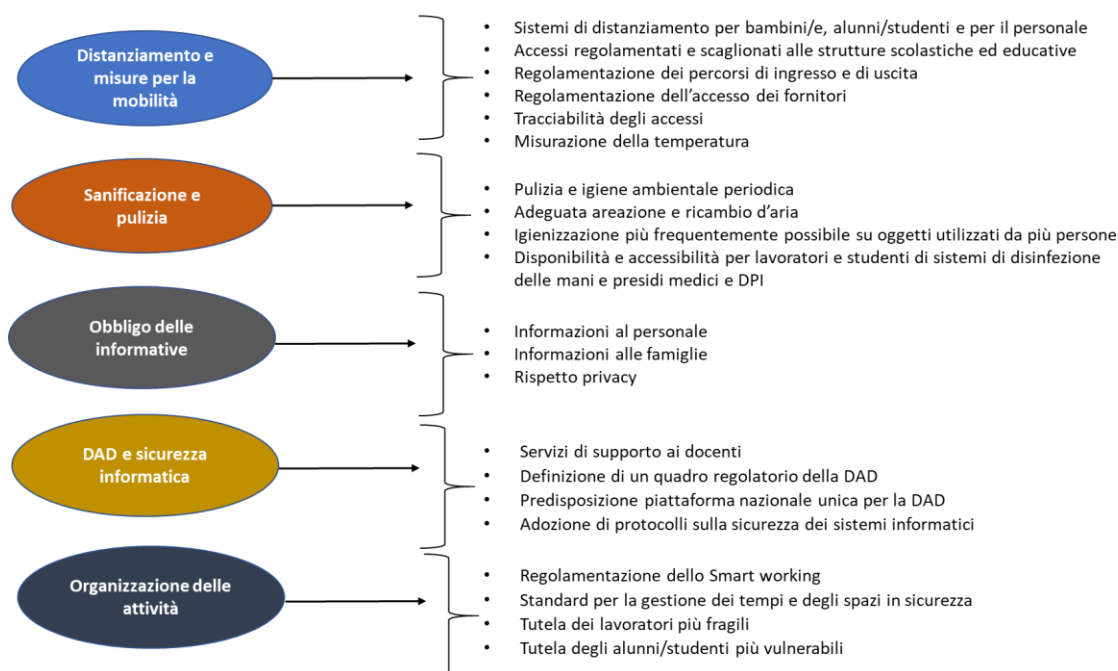 Distanziamento e
misure per la
mobilità
• Sistemi di distanziamento per bambini/e, alunni/studenti e per il personale
• Accessi regolamentati e scaglionati alle strutture scolastiche ed educative
• Regolamentazione dei percorsi di ingresso e di uscita
• Regolamentazione dell’accesso dei fornitori
• Tracciabilità degli accessi
• Misurazione della temperatura
Sanificazione e
pulizia
• Pulizia e igiene ambientale periodica
• Adeguata areazione e ricambio d’aria
• Igienizzazione più frequentemente possibile su oggetti utilizzati da più persone
• Disponibilità e accessibilità per lavoratori e studenti di sistemi di disinfezione
delle mani e presidi medici e DPI
Obbligo delle
informative
• Informazioni al personale
• Informazioni alle famiglie
• Rispetto privacy
DAD e sicurezza
informatica
• Servizi di supporto ai docenti
• Definizione di un quadro regolatorio della DAD
• Predisposizione piattaforma nazionale unica per la DAD
• Adozione di protocolli sulla sicurezza dei sistemi informatici
Organizzazione delle
attività
• Regolamentazione dello Smart working
• Standard per la gestione dei tempi e degli spazi in sicurezza
• Tutela dei lavoratori più fragili
• Tutela degli alunni/studenti più vulnerabili